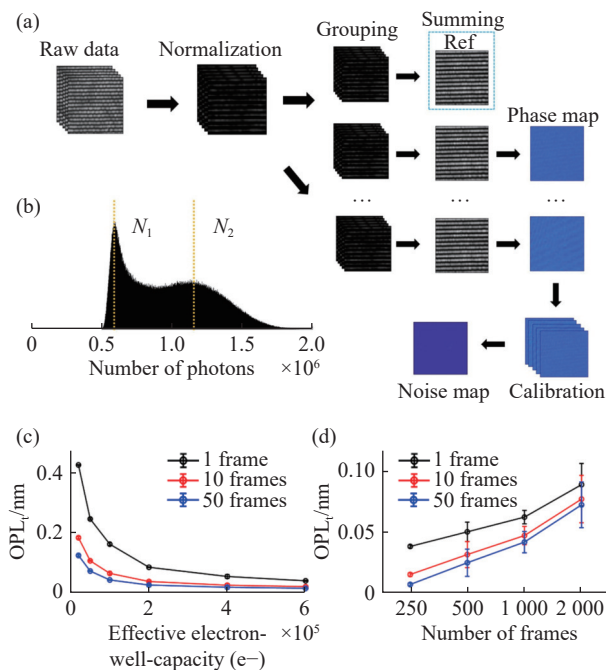 (a)
Raw data
Normalization
Grouping
Summing
Ref
Phase map
... ... ...
Noise map
Calibration
(b)
N₁
N₂
0 0.5 1.0 1.5 2.0
Number of photons ×10⁶
(c)
1 frame
10 frames
50 frames
OPLₜ/nm
0.4
0.2
0
0 2 4 6
Effective electron-
well-capacity (e−)
×10⁵
(d)
1 frame
10 frames
50 frames
OPLₜ/nm
0.10
0.05
0
250 500 1 000 2 000
Number of frames